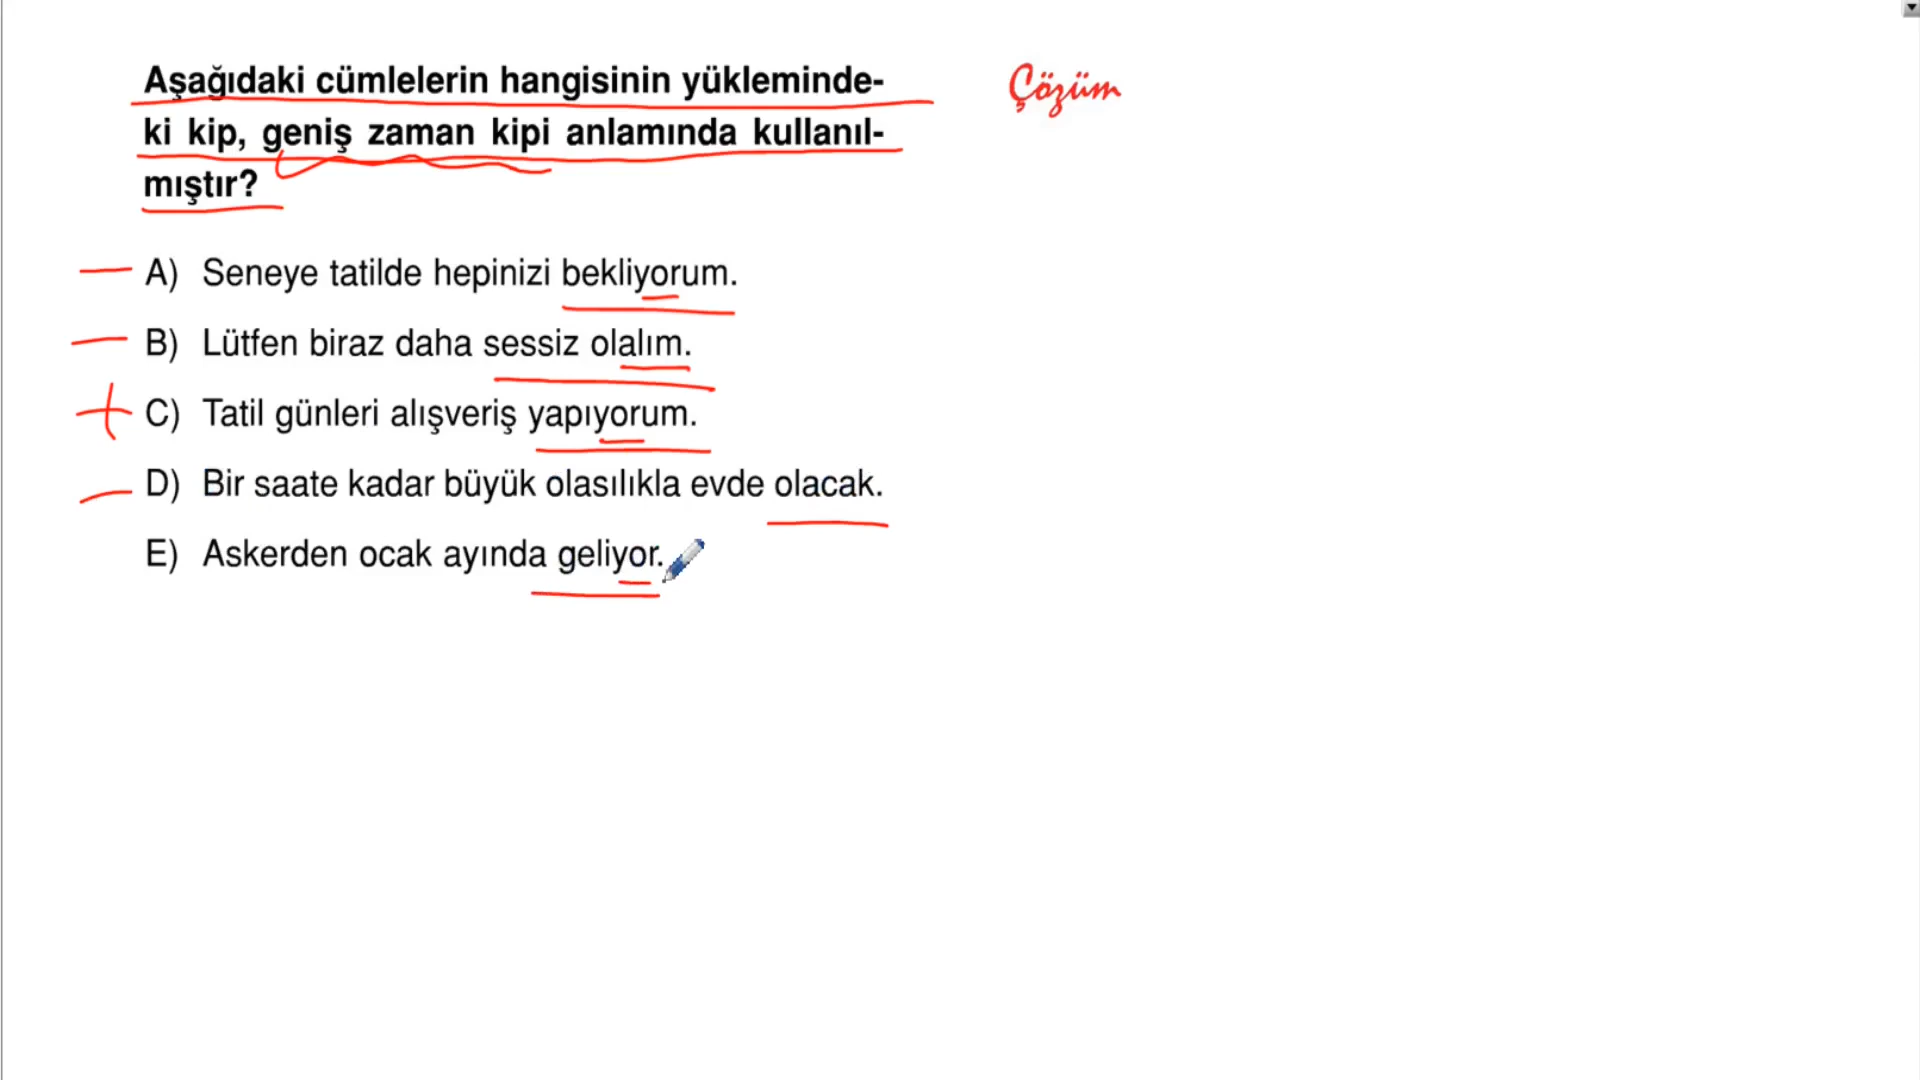 Aşağıdaki cümlelerin hangisinin yükleminde-
ki kip, geniş zaman kipi anlamında kullanıl-
mıştır?
Çözüm
A) Seneye tatilde hepinizi bekliyorum.
B) Lütfen biraz daha sessiz olalım.
C) Tatil günleri alışveriş yapıyorum.
D) Bir saate kadar büyük olasılıkla evde olacak.
E) Askerden ocak ayında geliyor.